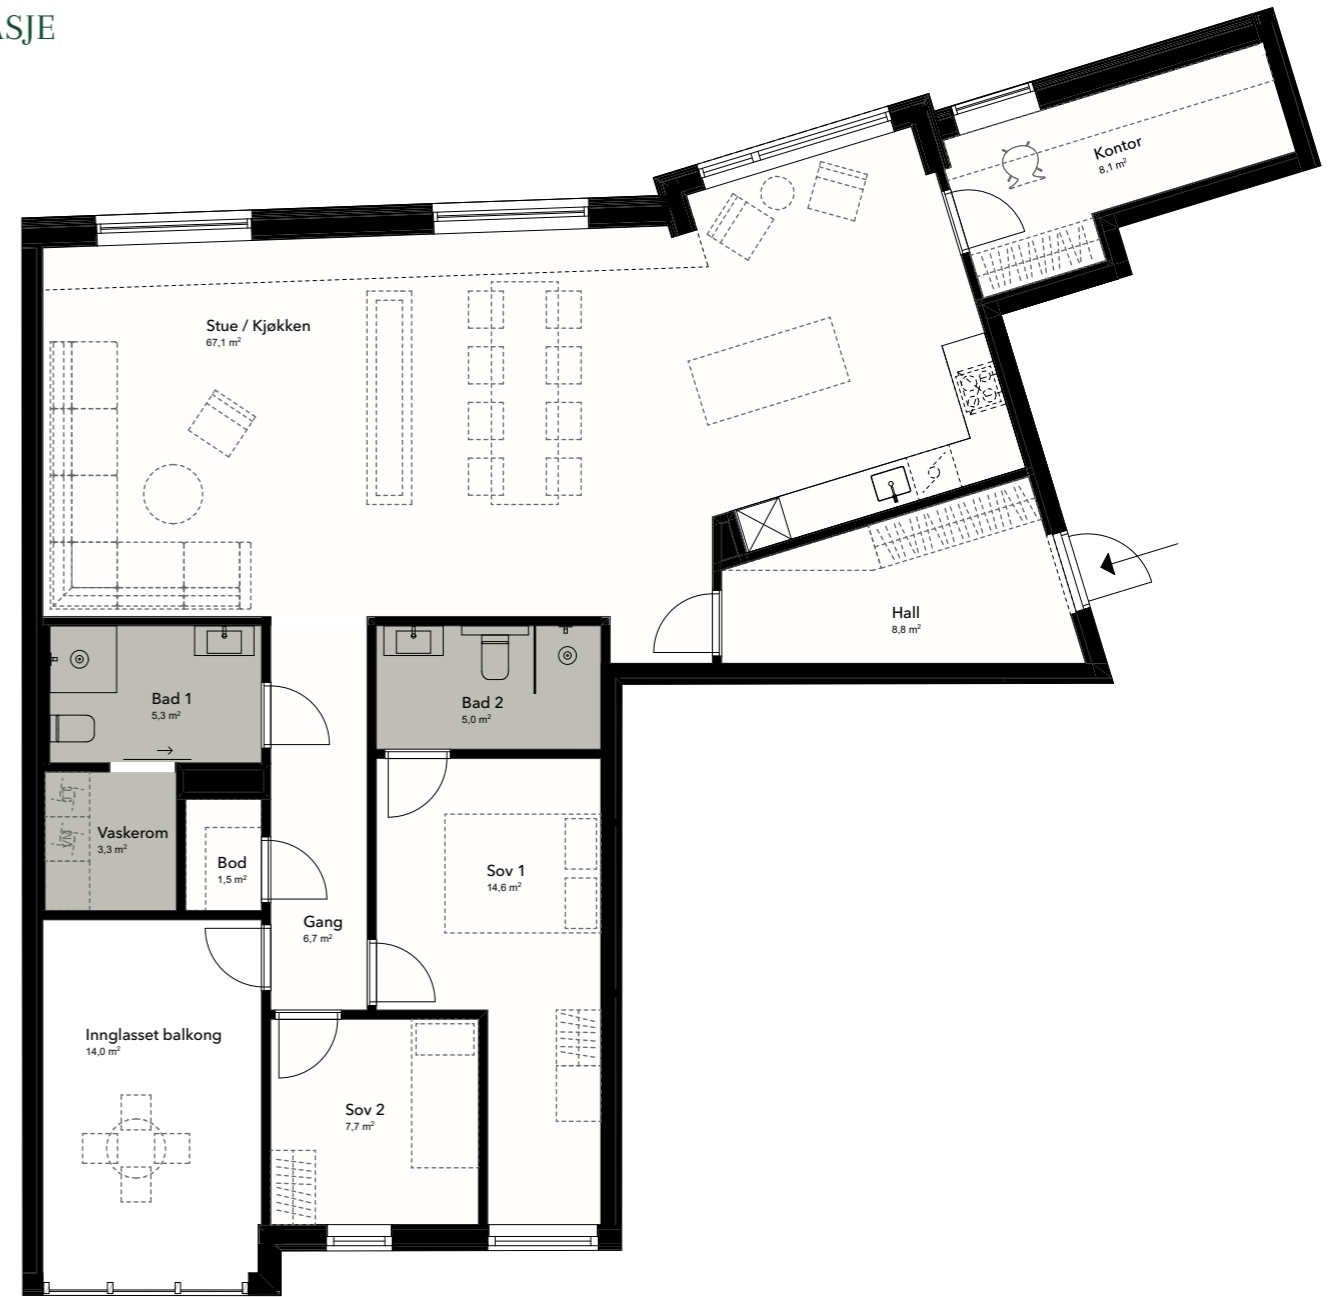 ASJE
Kontor
8,1 m²
Stue / Kjøkken
67,1 m²
Hall
8,8 m²
Bad 1
5,3 m²
Bad 2
5,0 m²
Vaskerom
3,3 m²
VM
Bod
1,5 m²
Sov 1
14,6 m²
Gang
6,7 m²
Innglasset balkong
14,0 m²
Sov 2
7,7 m²